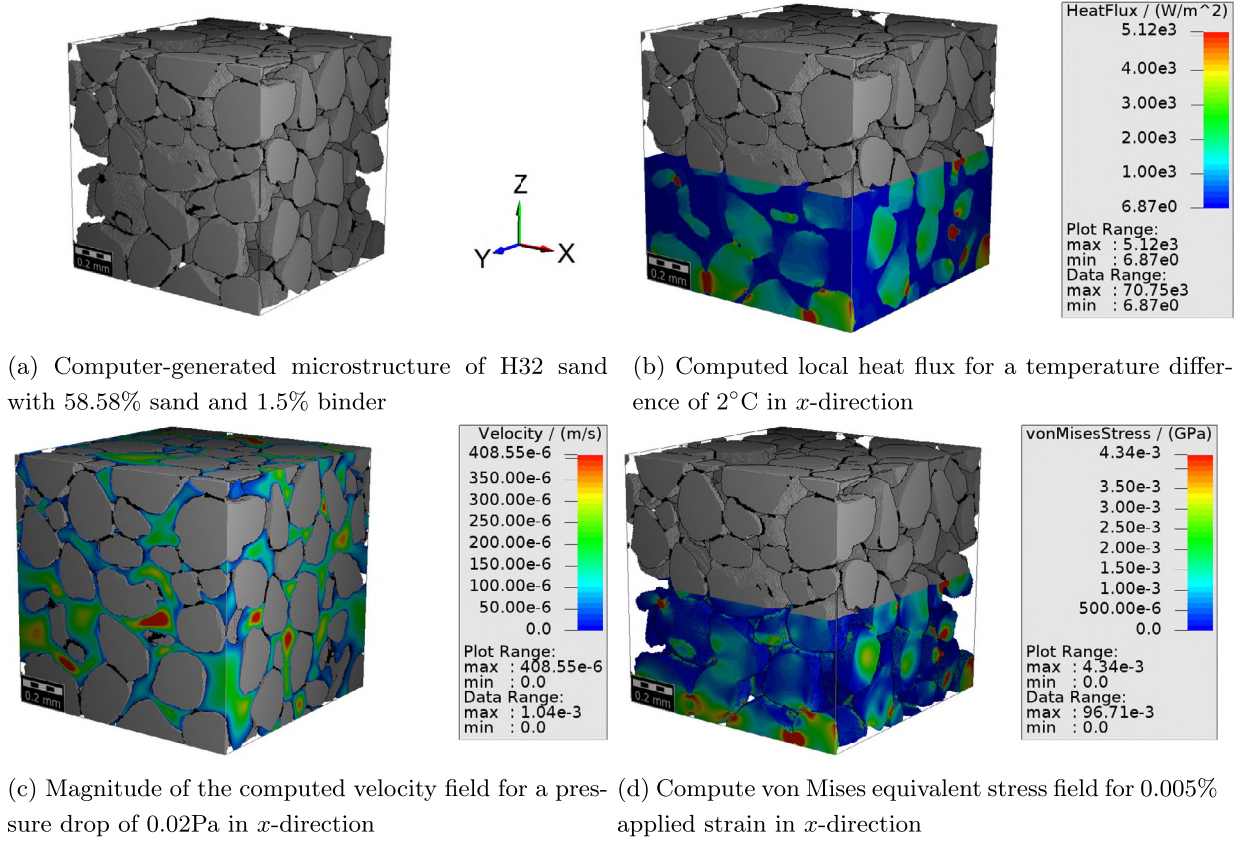 0.2 mm
Z
Y
X
0.2 mm
HeatFlux / (W/m^2)
5.12e3
4.00e3
3.00e3
2.00e3
1.00e3
6.87e0
Plot Range:
max : 5.12e3
min : 6.87e0
Data Range:
max : 70.75e3
min : 6.87e0
(a) Computer-generated microstructure of H32 sand
with 58.58% sand and 1.5% binder
(b) Computed local heat flux for a temperature differ-
ence of 2°C in x-direction
0.2 mm
Velocity / (m/s)
408.55e-6
350.00e-6
300.00e-6
250.00e-6
200.00e-6
150.00e-6
100.00e-6
50.00e-6
0.0
Plot Range:
max : 408.55e-6
min : 0.0
Data Range:
max : 1.04e-3
min : 0.0
0.2 mm
vonMisesStress / (GPa)
4.34e-3
3.50e-3
2.50e-3
2.00e-3
1.50e-3
1.00e-3
500.00e-6
0.0
Plot Range:
max : 4.34e-3
min : 0.0
Data Range:
max : 96.71e-3
min : 0.0
(c) Magnitude of the computed velocity field for a pres-
sure drop of 0.02Pa in x-direction
(d) Compute von Mises equivalent stress field for 0.005%
applied strain in x-direction